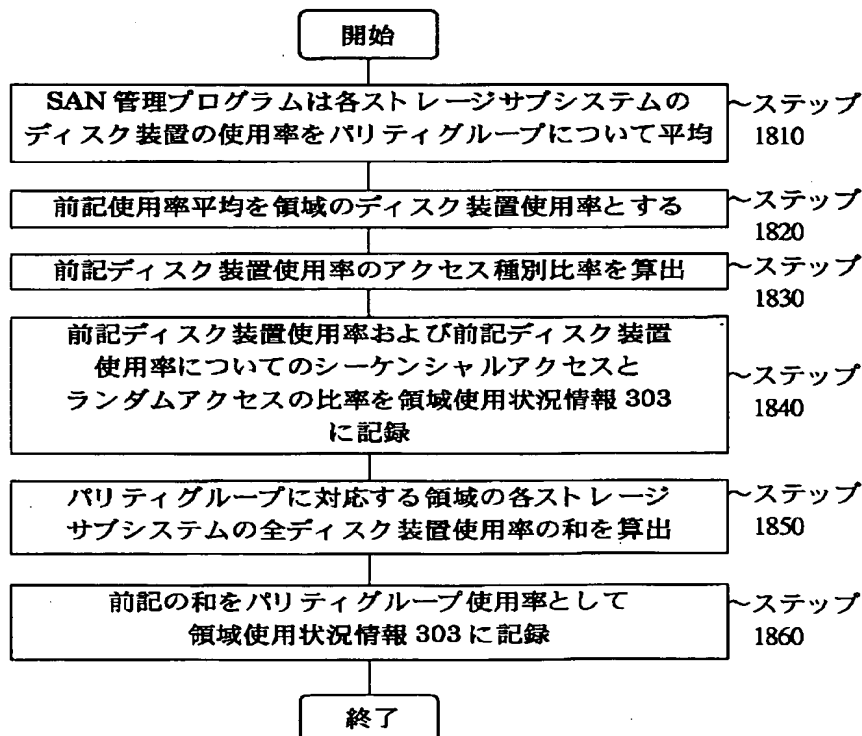 開始
SAN 管理プログラムは各ストレージサブシステムの
ディスク装置の使用率をパリティグループについて平均
～ステップ
1810
前記使用率平均を領域のディスク装置使用率とする
～ステップ
1820
前記ディスク装置使用率のアクセス種別比率を算出
～ステップ
1830
前記ディスク装置使用率および前記ディスク装置
使用率についてのシーケンシャルアクセスと
ランダムアクセスの比率を領域使用状況情報 303
に記録
～ステップ
1840
パリティグループに対応する領域の各ストレージ
サブシステムの全ディスク装置使用率の和を算出
～ステップ
1850
前記の和をパリティグループ使用率として
領域使用状況情報 303 に記録
～ステップ
1860
終了